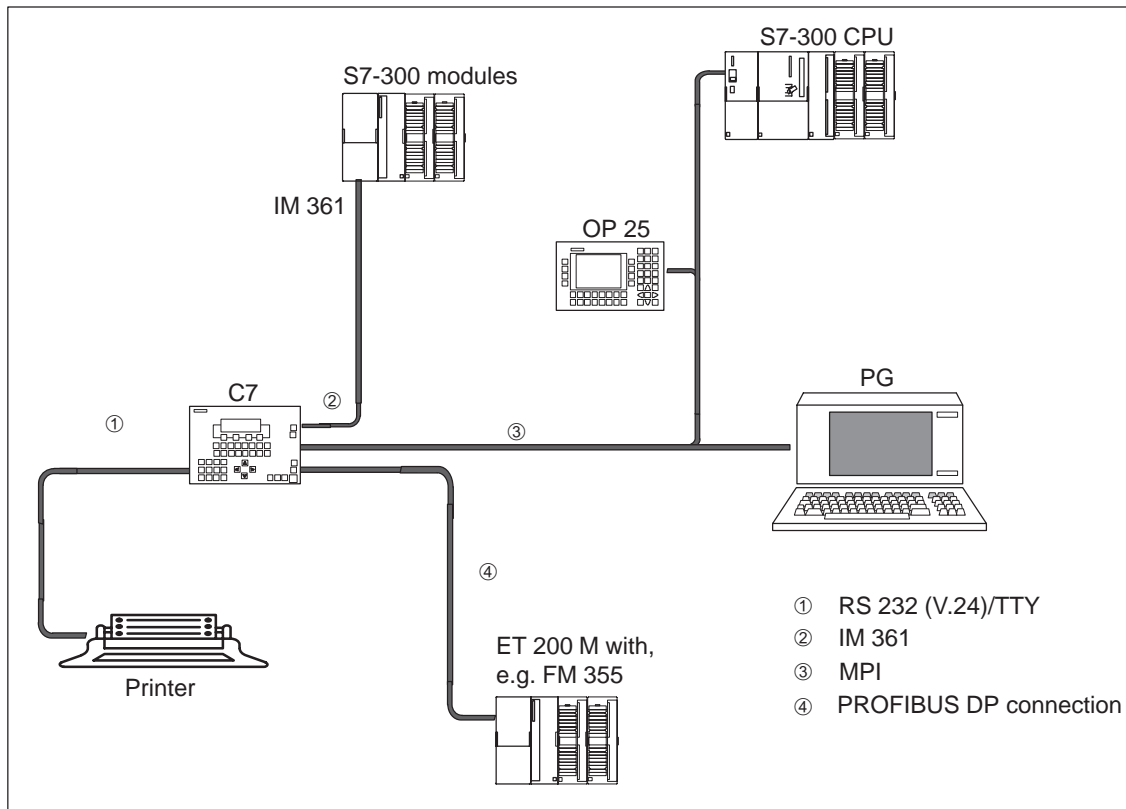 S7-300 CPU
S7-300 modules
IM 361
OP 25
PG
C7
①
②
③
④
Printer
ET 200 M with,
e.g. FM 355
① RS 232 (V.24)/TTY
② IM 361
③ MPI
④ PROFIBUS DP connection